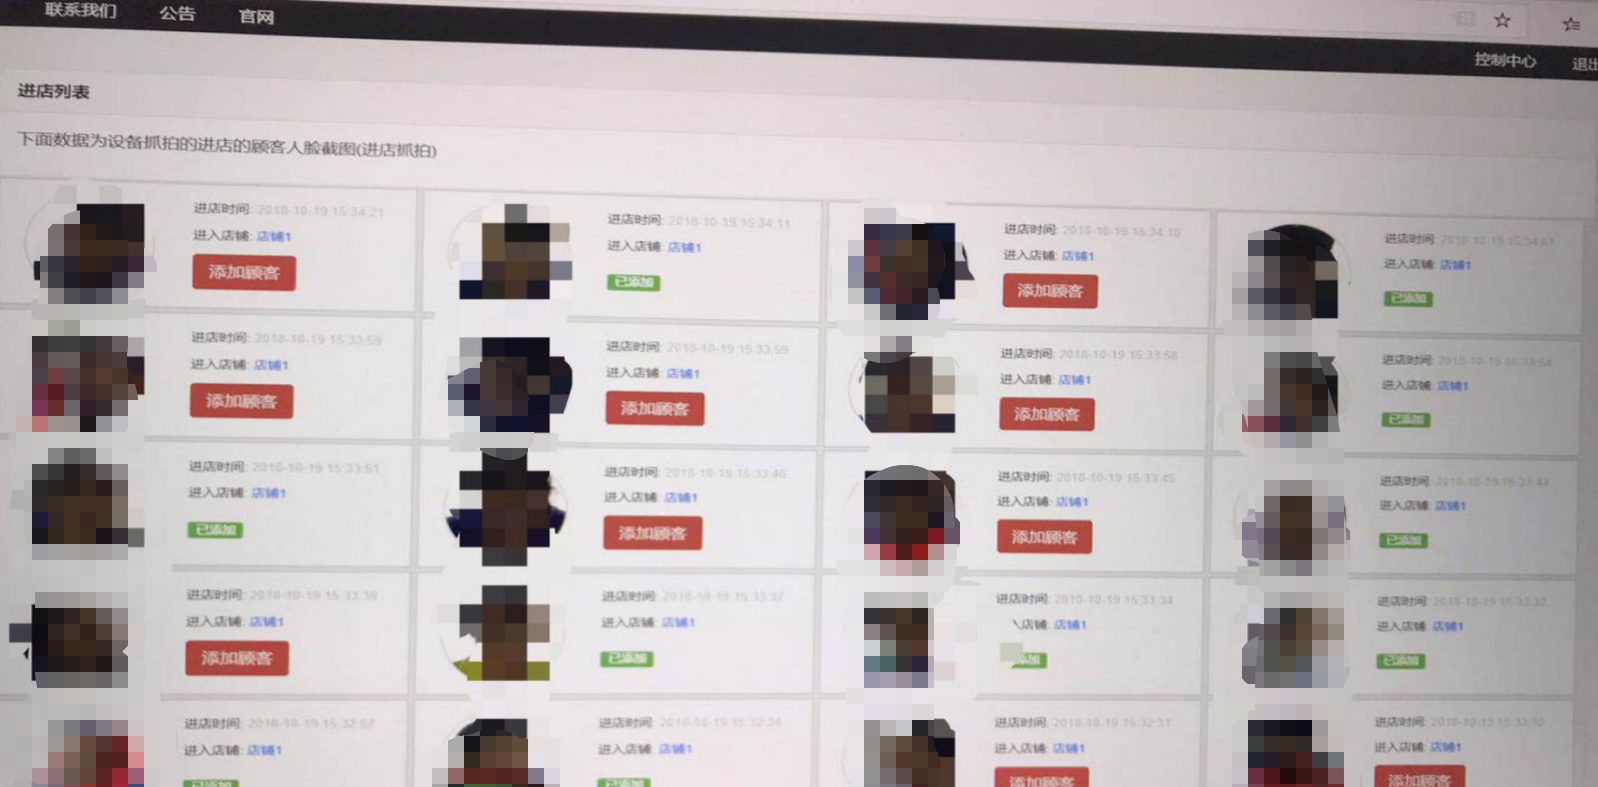 联系我们 公告 官网
控制中心 退出
进店列表
下面数据为设备抓拍的进店的顾客人脸截图(进店抓拍)
进店时间: 2018-10-19 15:34:21
进入店铺: 店铺1
添加顾客
进店时间: 2018-10-19 15:34:11
进入店铺: 店铺1
已添加
进店时间: 2018-10-19 15:34:10
进入店铺: 店铺1
添加顾客
进店时间: 2018-10-19
进入店铺: 店铺1
已添加
进店时间: 2018-10-19 15:33:59
进入店铺: 店铺1
添加顾客
进店时间: 2018-10-19 15:33:59
进入店铺: 店铺1
添加顾客
进店时间: 2018-10-19 15:33:58
进入店铺: 店铺1
添加顾客
进店时间: 2018-10-19 15:33:54
进入店铺: 店铺1
已添加
进店时间: 2018-10-19 15:33:51
进入店铺: 店铺1
已添加
进店时间: 2018-10-19 15:33:46
进入店铺: 店铺1
添加顾客
进店时间: 2018-10-19 15:33:45
进入店铺: 店铺1
添加顾客
进店时间: 2018-10-19 15:33:44
进入店铺: 店铺1
已添加
进店时间: 2018-10-19 15:33:39
进入店铺: 店铺1
添加顾客
进店时间: 2018-10-19 15:33:37
进入店铺: 店铺1
已添加
进店时间: 2018-10-19 15:33:34
店铺: 店铺1
添加
进店时间: 2018-10-19 15:33:32
进入店铺: 店铺1
已添加
进店时间: 2018-10-19 15:32:57
进入店铺: 店铺1
已添加
进店时间: 2018-10-19 15:32:34
进入店铺: 店铺1
已添加
进店时间: 2018-10-19 15:32:31
进入店铺: 店铺1
添加顾客
进店时间: 2018-10-19 15:32:30
进入店铺: 店铺1
添加顾客